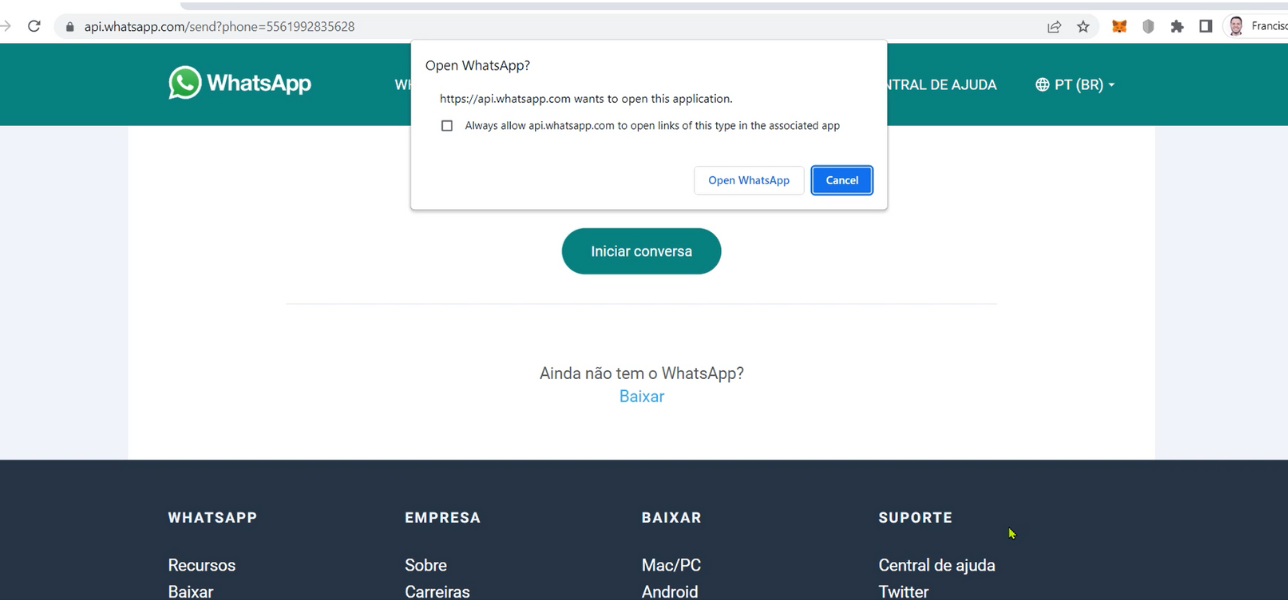 api.whatsapp.com/send?phone=5561992835628
Francisc
WhatsApp
WH
NTRAL DE AJUDA
PT (BR)
Open WhatsApp?
https://api.whatsapp.com wants to open this application.
Always allow api.whatsapp.com to open links of this type in the associated app
Open WhatsApp
Cancel
Iniciar conversa
Ainda não tem o WhatsApp?
Baixar
WHATSAPP EMPRESA BAIXAR SUPORTE
Recursos Sobre Mac/PC Central de ajuda
Baixar Carreiras Android Twitter